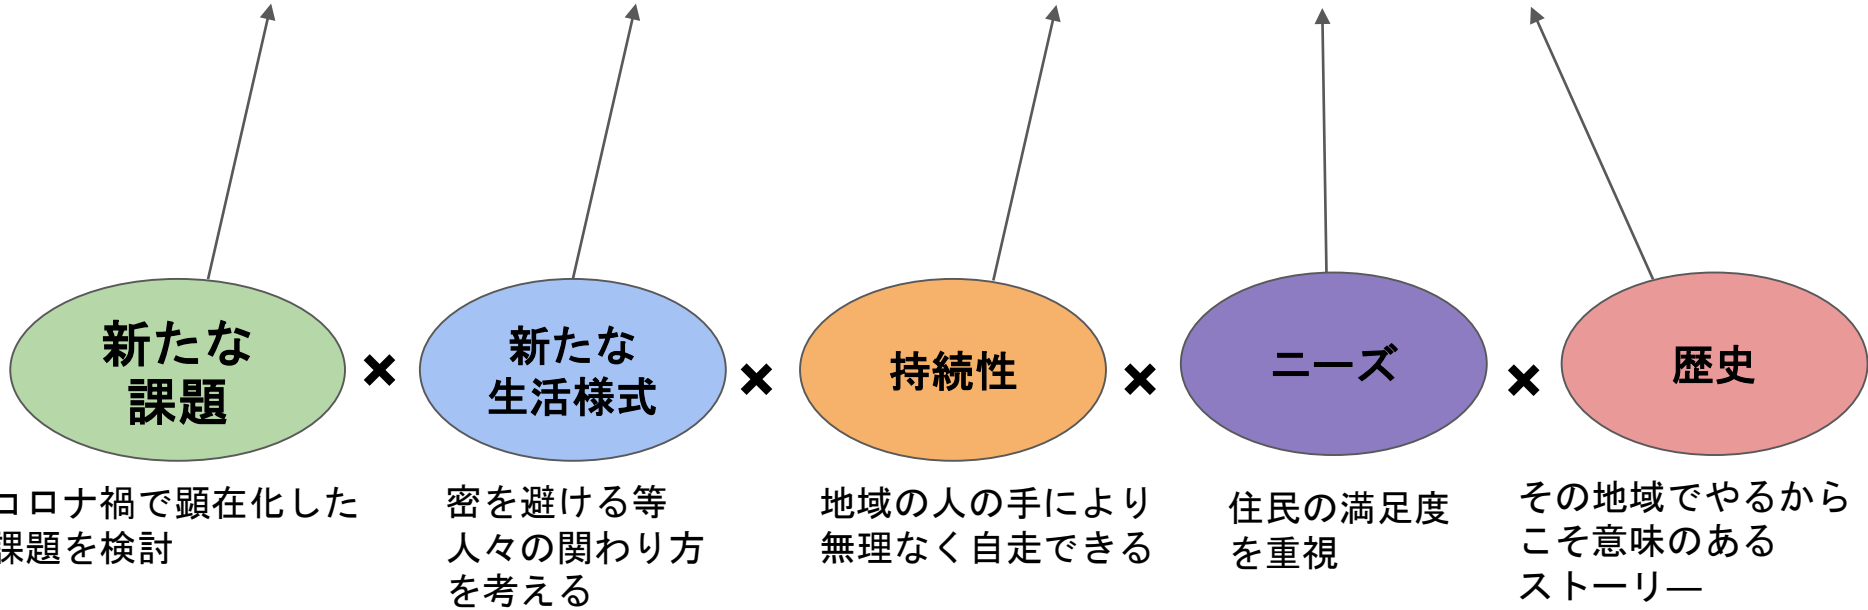 新たな
課題
×
新たな
生活様式
×
持続性
×
ニーズ
×
歴史
コロナ禍で顕在化した
課題を検討
密を避ける等
人々の関わり方
を考える
地域の人の手により
無理なく自走できる
住民の満足度
を重視
その地域でやるから
こそ意味のある
ストーリ―